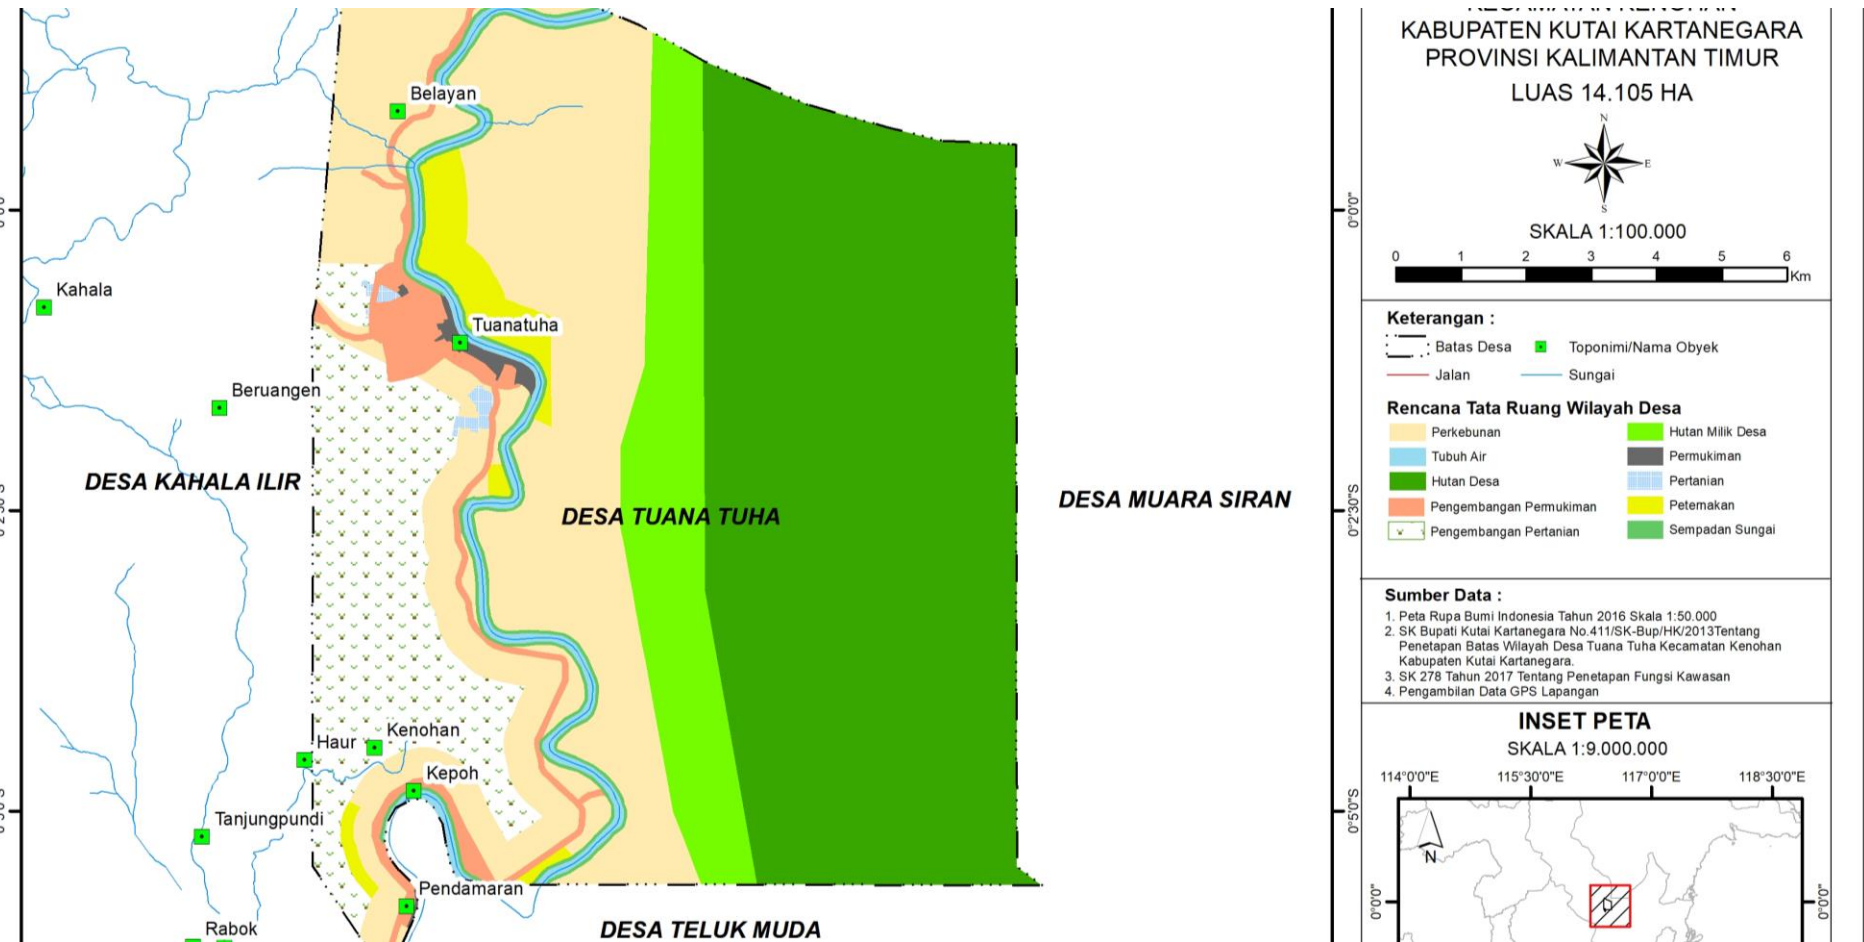 Belayan
Kahala
Tuanatuha
Beruangen
DESA KAHALA ILIR
DESA TUANA TUHA
DESA MUARA SIRAN
Kenohan
Haur
Kepoh
Tanjungpundi
Pendamaran
Rabok
DESA TELUK MUDA
KECAMATAN KENOHAN
KABUPATEN KUTAI KARTANEGARA
PROVINSI KALIMANTAN TIMUR
LUAS 14.105 HA
N
W E
S
SKALA 1:100.000
0 1 2 3 4 5 6
Km
Keterangan :
Batas Desa Toponimi/Nama Obyek
Jalan Sungai
Rencana Tata Ruang Wilayah Desa
Perkebunan Hutan Milik Desa
Tubuh Air Permukiman
Hutan Desa Pertanian
Pengembangan Permukiman Peternakan
Pengembangan Pertanian Sempadan Sungai
Sumber Data :
1. Peta Rupa Bumi Indonesia Tahun 2016 Skala 1:50.000
2. SK Bupati Kutai Kartanegara No.411/SK-Bup/HK/2013Tentang
Penetapan Batas Wilayah Desa Tuana Tuha Kecamatan Kenohan
Kabupaten Kutai Kartanegara.
3. SK 278 Tahun 2017 Tentang Penetapan Fungsi Kawasan
4. Pengambilan Data GPS Lapangan
INSET PETA
SKALA 1:9.000.000
114°0'0"E 115°30'0"E 117°0'0"E 118°30'0"E
N
0°0'0" 0°0'0"
0°0'0"
0°2'30"S
0°5'0"S